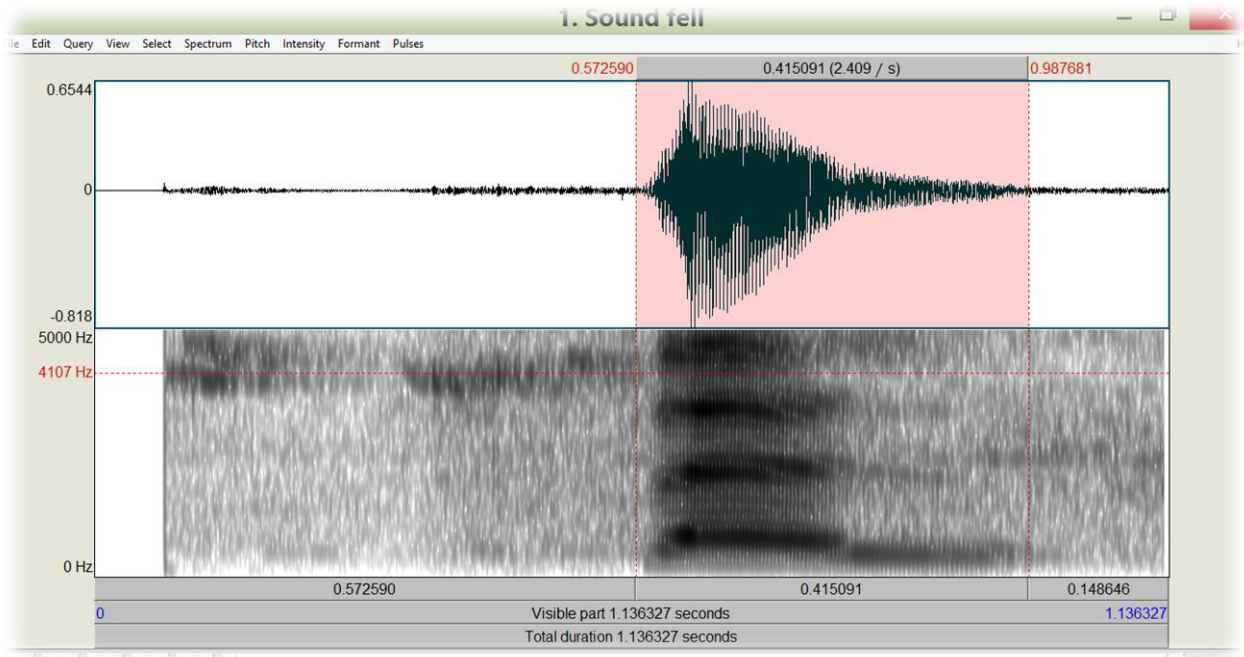 1. Sound fell
File Edit Query View Select Spectrum Pitch Intensity Formant Pulses
0.572590 0.415091 (2.409 / s) 0.987681
0.6544
0
-0.818
5000 Hz
4107 Hz
0 Hz
0.572590 0.415091 0.148646
0 Visible part 1.136327 seconds 1.136327
Total duration 1.136327 seconds